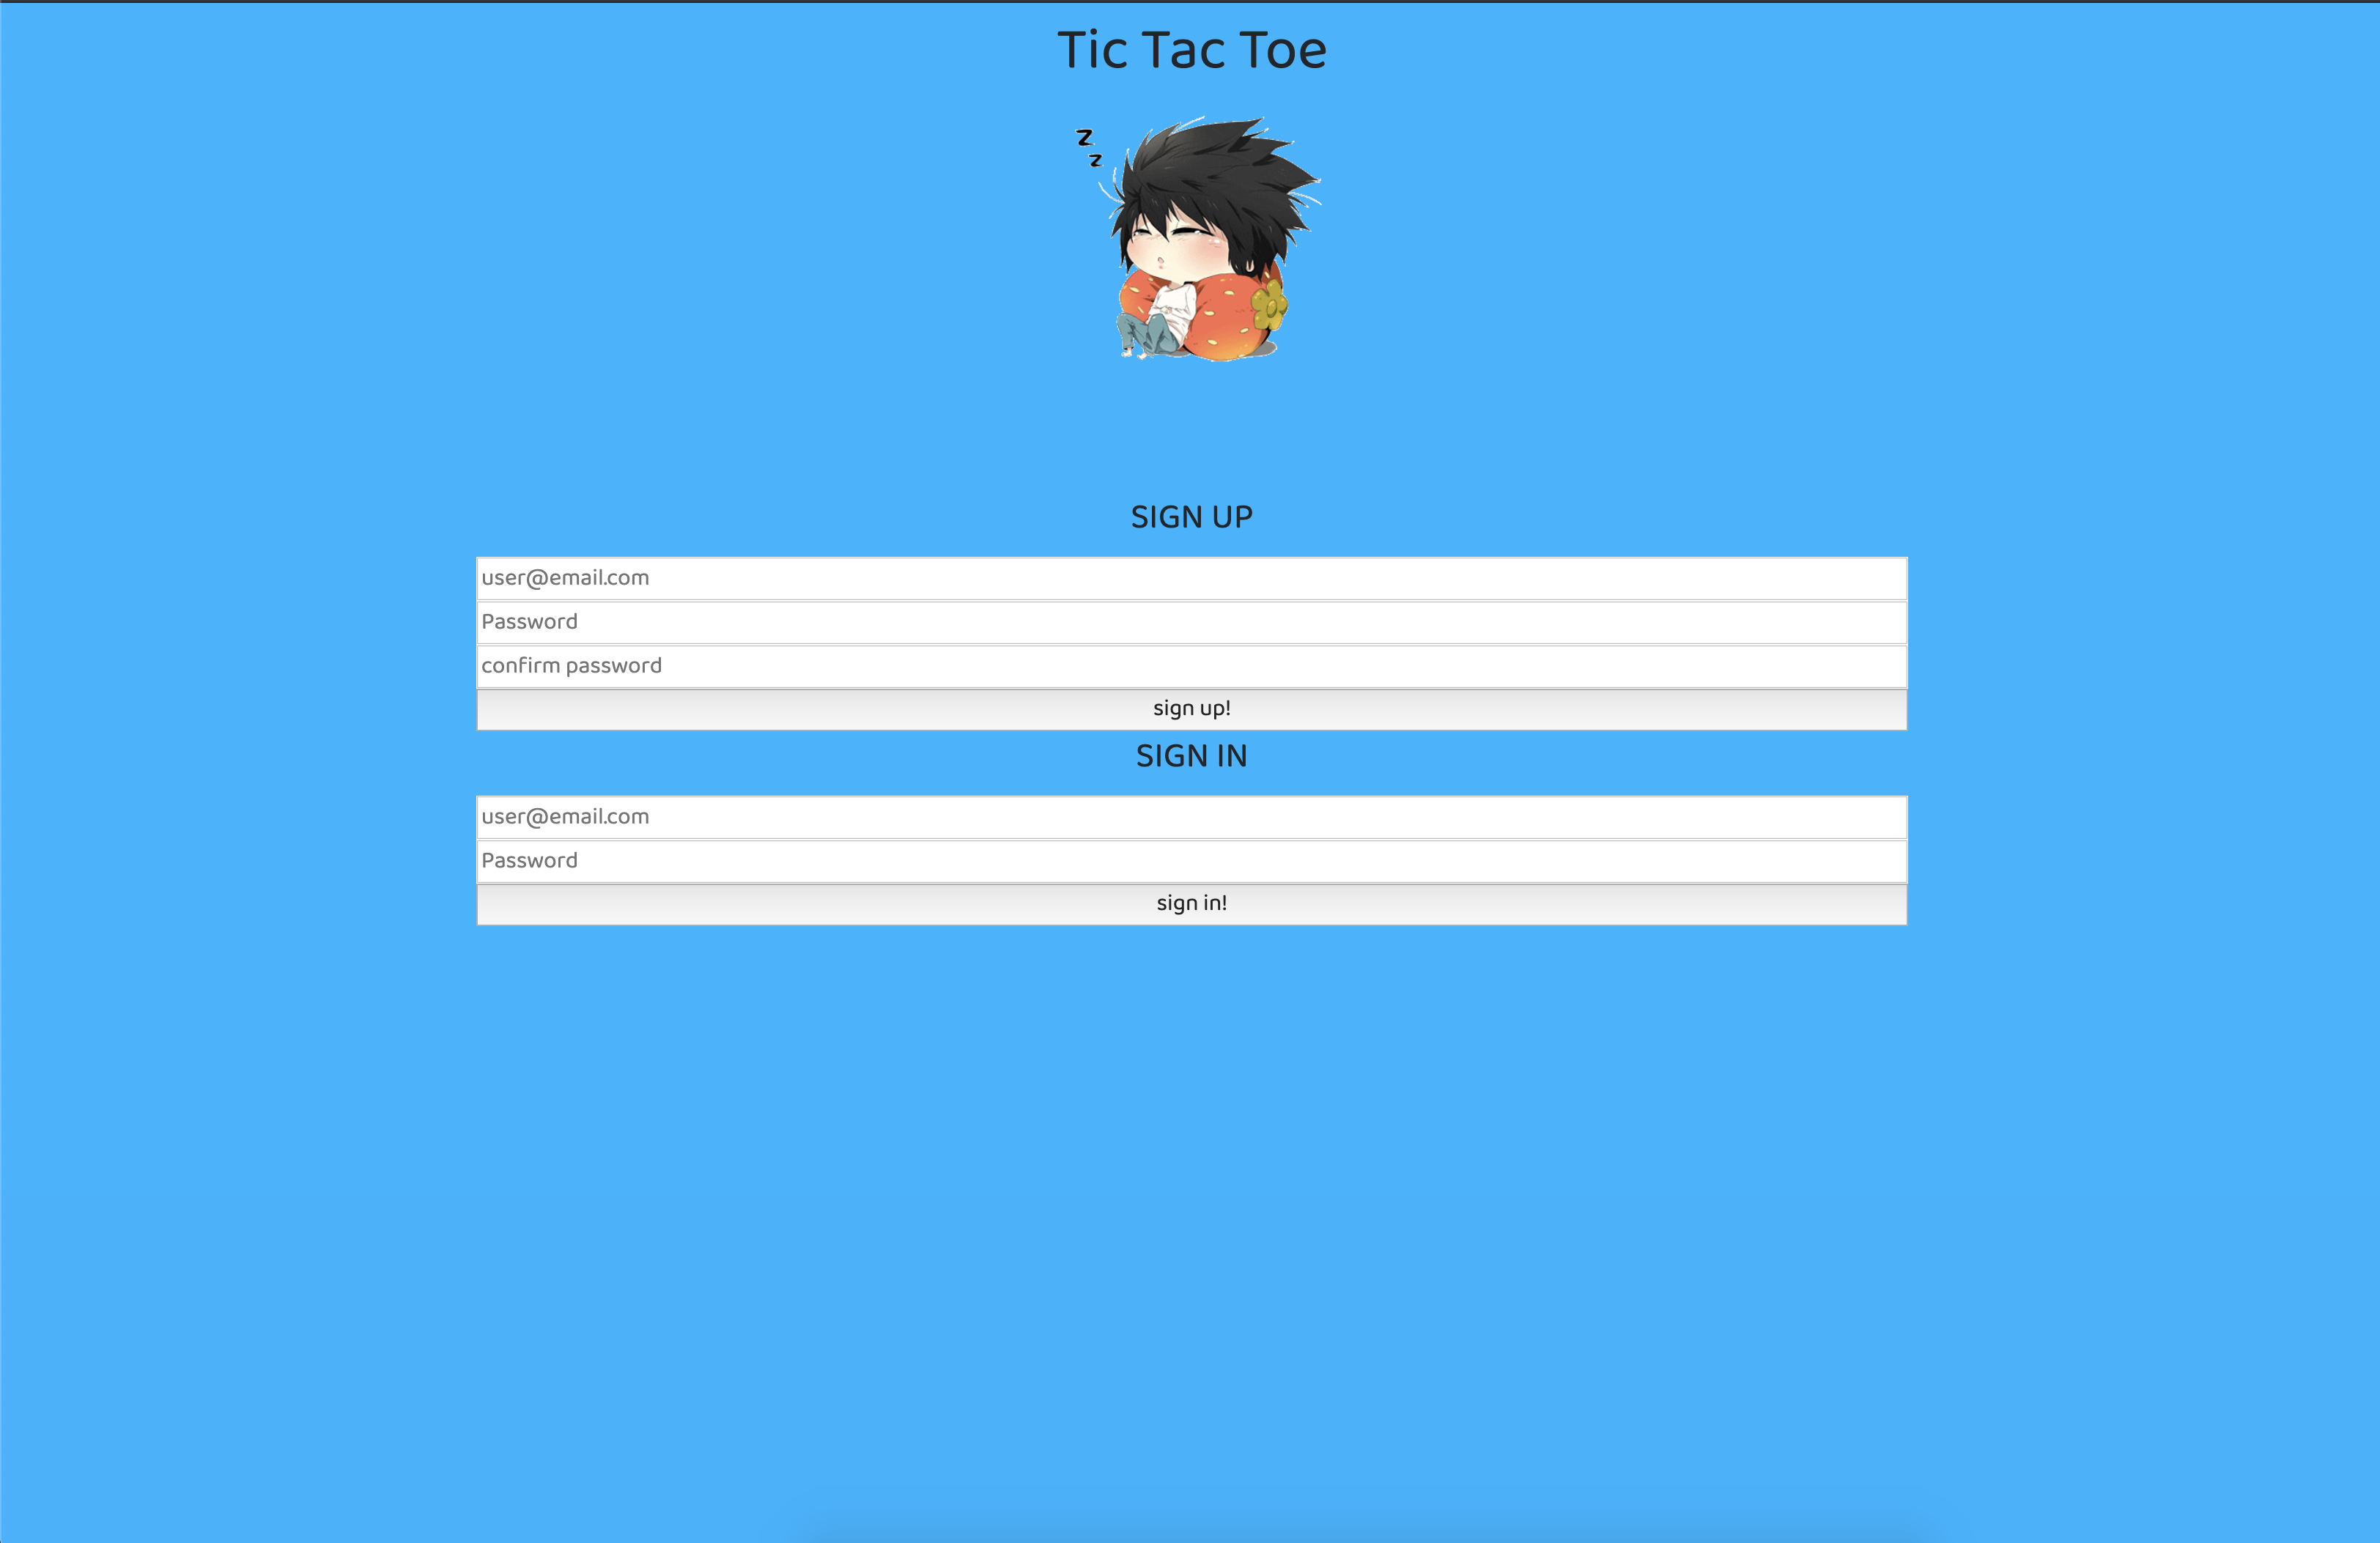 Tic Tac Toe
z
z
SIGN UP
user@email.com
Password
confirm password
sign up!
SIGN IN
user@email.com
Password
sign in!